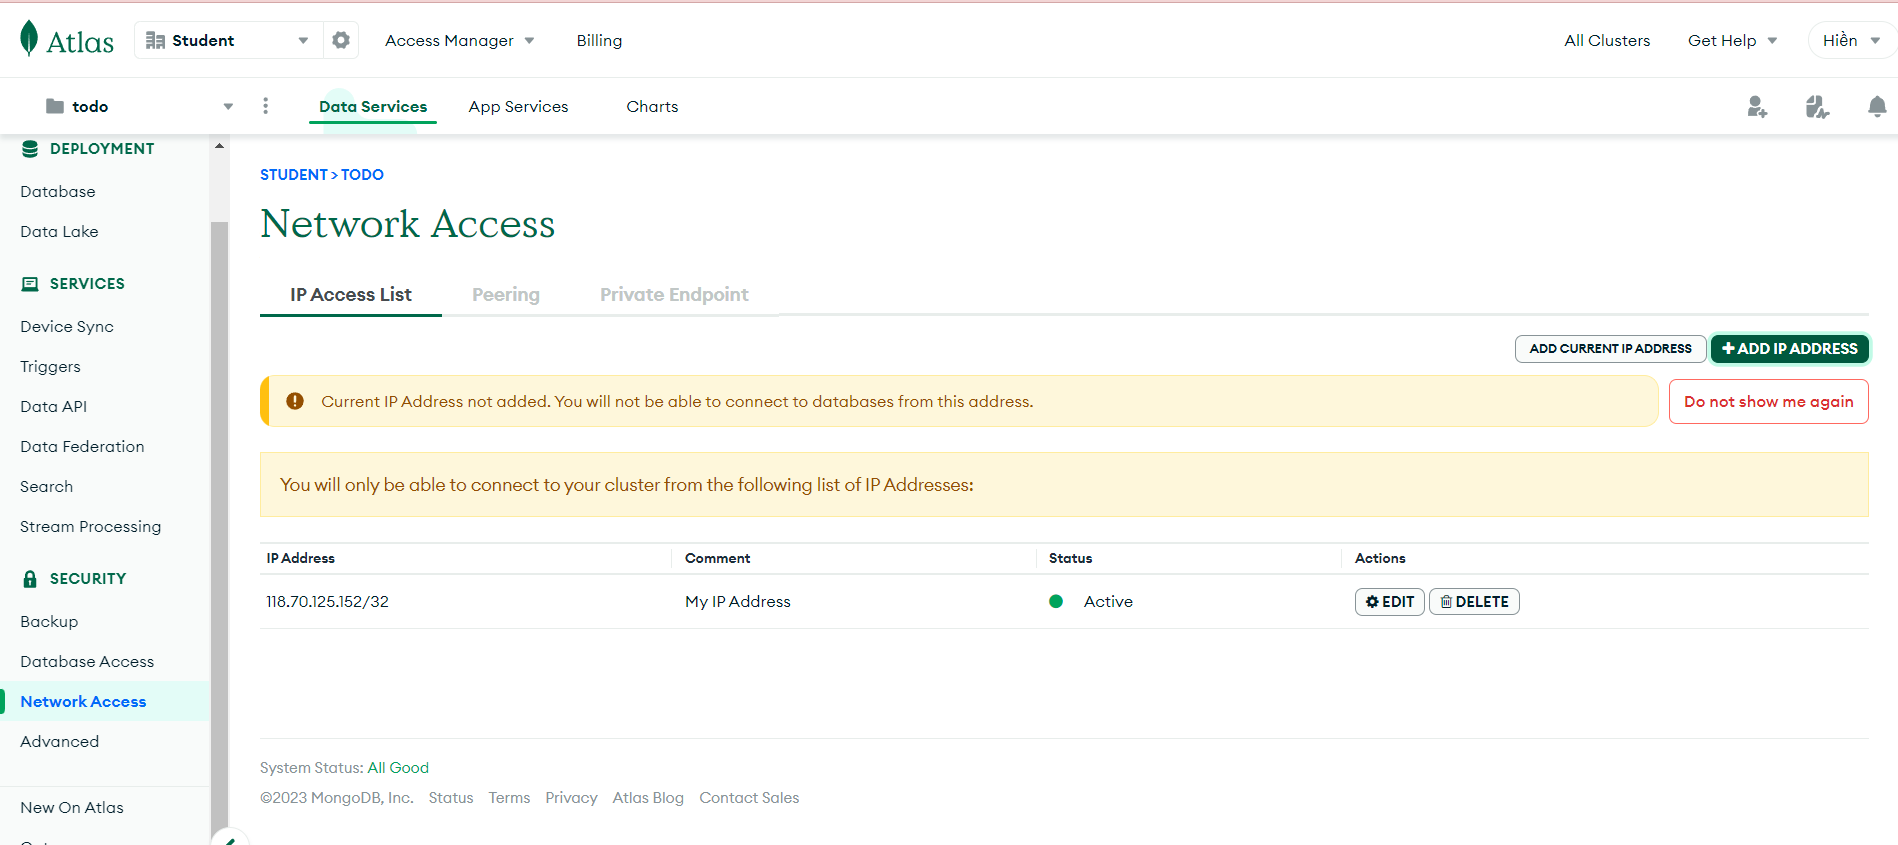 Atlas
Student
Access Manager
Billing
All Clusters
Get Help
Hiền
todo
Data Services
App Services
Charts
DEPLOYMENT
Database
Data Lake
SERVICES
Device Sync
Triggers
Data API
Data Federation
Search
Stream Processing
SECURITY
Backup
Database Access
Network Access
Advanced
New On Atlas
STUDENT > TODO
Network Access
IP Access List
Peering
Private Endpoint
ADD CURRENT IP ADDRESS
+ ADD IP ADDRESS
Current IP Address not added. You will not be able to connect to databases from this address.
Do not show me again
You will only be able to connect to your cluster from the following list of IP Addresses:
IP Address Comment Status Actions
118.70.125.152/32 My IP Address Active EDIT DELETE
System Status: All Good
©2023 MongoDB, Inc. Status Terms Privacy Atlas Blog Contact Sales